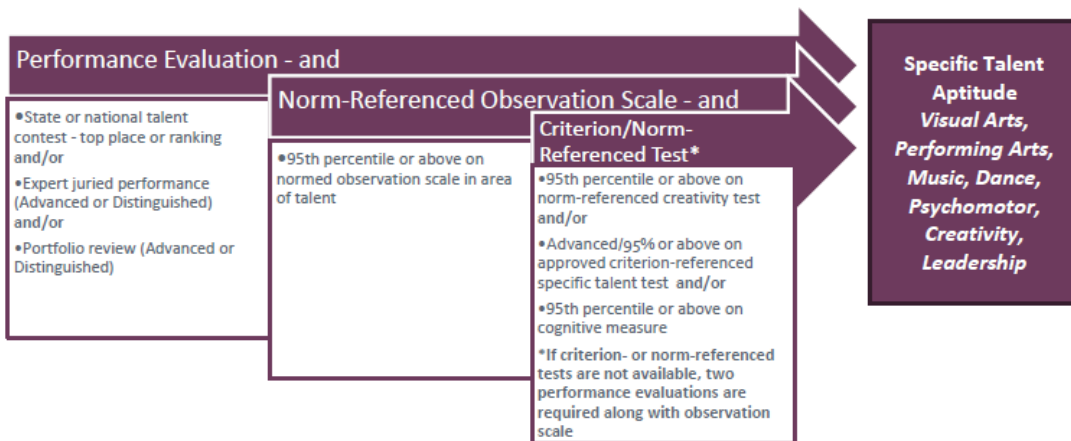 Performance Evaluation - and
•State or national talent
contest - top place or ranking
and/or
•Expert juried performance
(Advanced or Distinguished)
and/or
•Portfolio review (Advanced or
Distinguished)
Norm-Referenced Observation Scale - and
•95th percentile or above on
normed observation scale in area
of talent
Criterion/Norm-
Referenced Test*
•95th percentile or above on
norm-referenced creativity test
and/or
•Advanced/95% or above on
approved criterion-referenced
specific talent test and/or
•95th percentile or above on
cognitive measure
*If criterion- or norm-referenced
tests are not available, two
performance evaluations are
required along with observation
scale
Specific Talent
Aptitude
Visual Arts,
Performing Arts,
Music, Dance,
Psychomotor,
Creativity,
Leadership